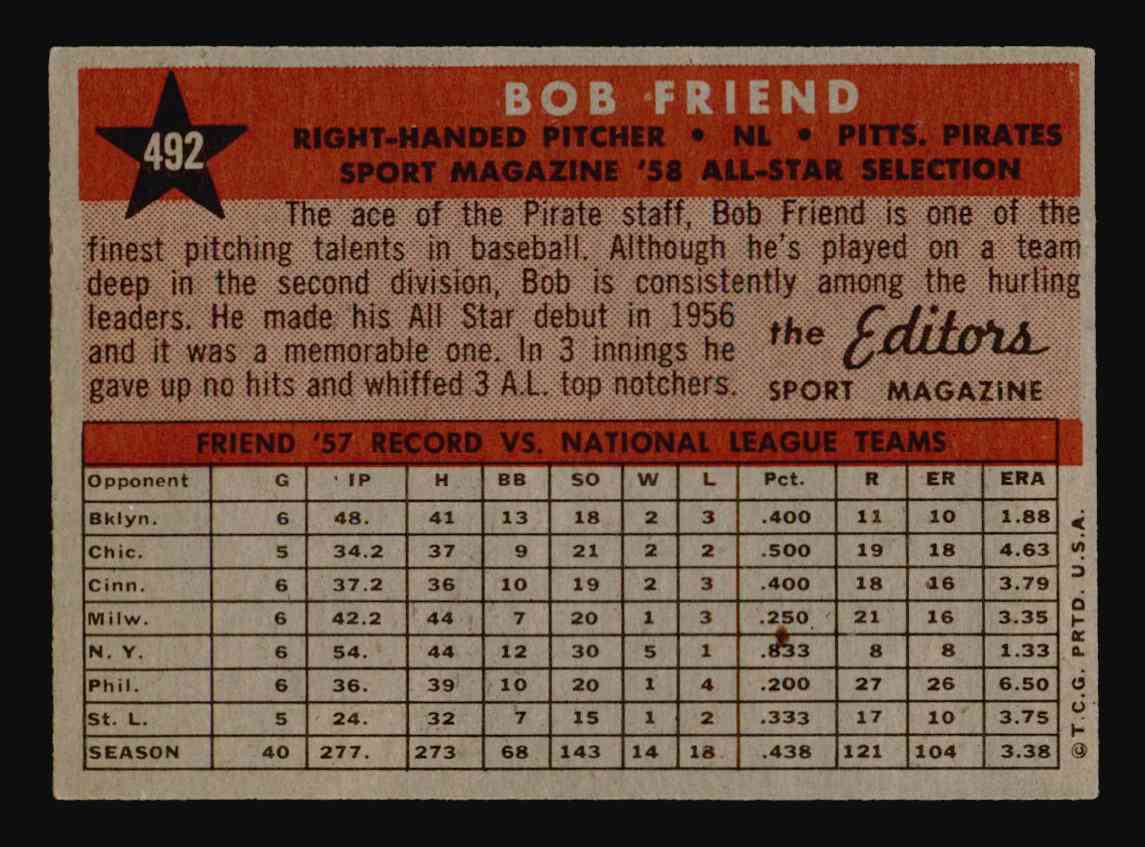 492
BOB FRIEND
RIGHT-HANDED PITCHER • NL • PITTS. PIRATES
SPORT MAGAZINE '58 ALL-STAR SELECTION
The ace of the Pirate staff, Bob Friend is one of the
finest pitching talents in baseball. Although he's played on a team
deep in the second division, Bob is consistently among the hurling
leaders. He made his All Star debut in 1956
and it was a memorable one. In 3 innings he
gave up no hits and whiffed 3 A.L. top notchers.
the Editors
SPORT MAGAZINE
FRIEND '57 RECORD VS. NATIONAL LEAGUE TEAMS
Opponent G IP H BB SO W L Pct. R ER ERA
Bklyn. 6 48. 41 13 18 2 3 .400 11 10 1.88
Chic. 5 34.2 37 9 21 2 2 .500 19 18 4.63
Cinn. 6 37.2 36 10 19 2 3 .400 18 16 3.79
Milw. 6 42.2 44 7 20 1 3 .250 21 16 3.35
N. Y. 6 54. 44 12 30 5 1 .833 8 8 1.33
Phil. 6 36. 39 10 20 1 4 .200 27 26 6.50
St. L. 5 24. 32 7 15 1 2 .333 17 10 3.75
SEASON 40 277. 273 68 143 14 18 .438 121 104 3.38
© T.C.G. PRTD. U.S.A.